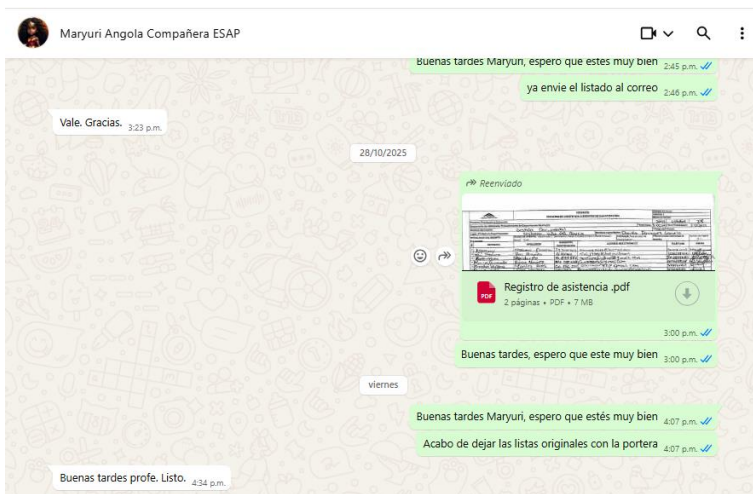 Maryuri Angola Compañera ESAP
Buenas tardes Maryuri, espero que estés muy bien 2:45 p.m.
ya envie el listado al correo 2:46 p.m.
Vale. Gracias. 3:23 p.m.
28/10/2025
Reenviado
Registro de asistencia .pdf
PDF
2 páginas • PDF • 7 MB
3:00 p.m.
Buenas tardes, espero que este muy bien 3:00 p.m.
viernes
Buenas tardes Maryuri, espero que estés muy bien 4:07 p.m.
Acabo de dejar las listas originales con la portera 4:07 p.m.
Buenas tardes profe. Listo. 4:34 p.m.